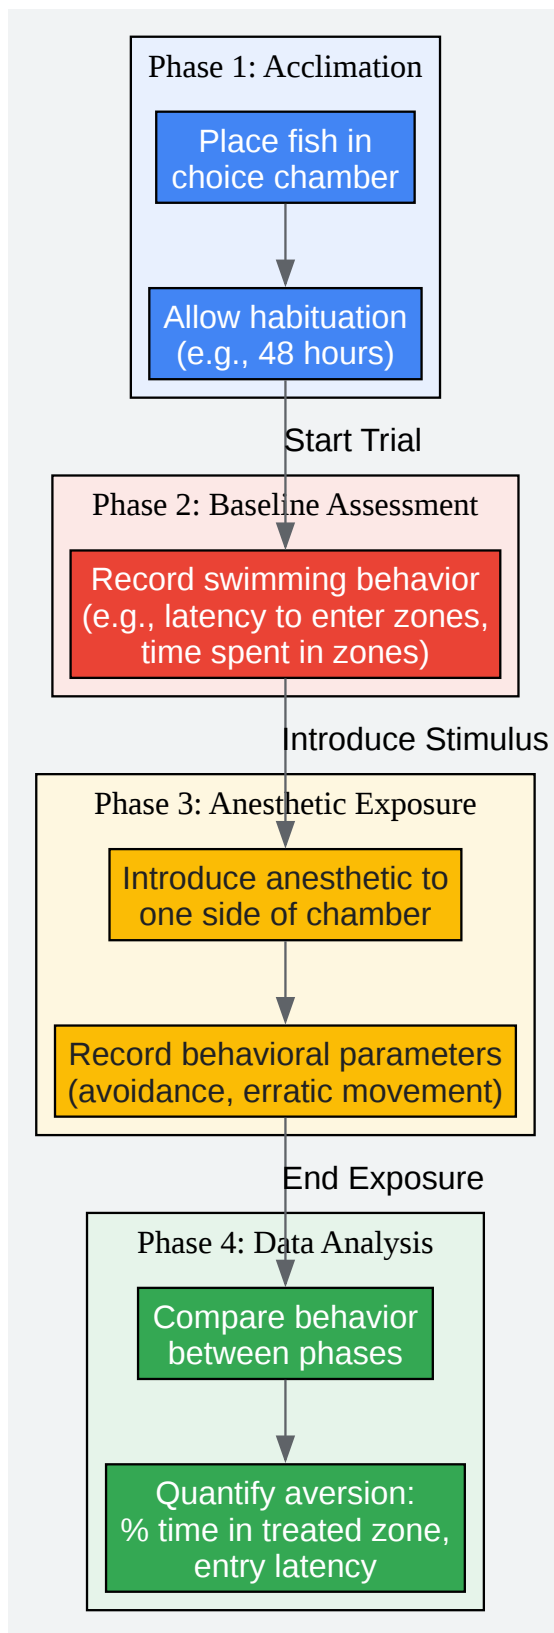 Phase 1: Acclimation
Place fish in
choice chamber
Allow habituation
(e.g., 48 hours)
Start Trial
Phase 2: Baseline Assessment
Record swimming behavior
(e.g., latency to enter zones,
time spent in zones)
Introduce Stimulus
Phase 3: Anesthetic Exposure
Introduce anesthetic to
one side of chamber
Record behavioral parameters
(avoidance, erratic movement)
End Exposure
Phase 4: Data Analysis
Compare behavior
between phases
Quantify aversion:
% time in treated zone,
entry latency